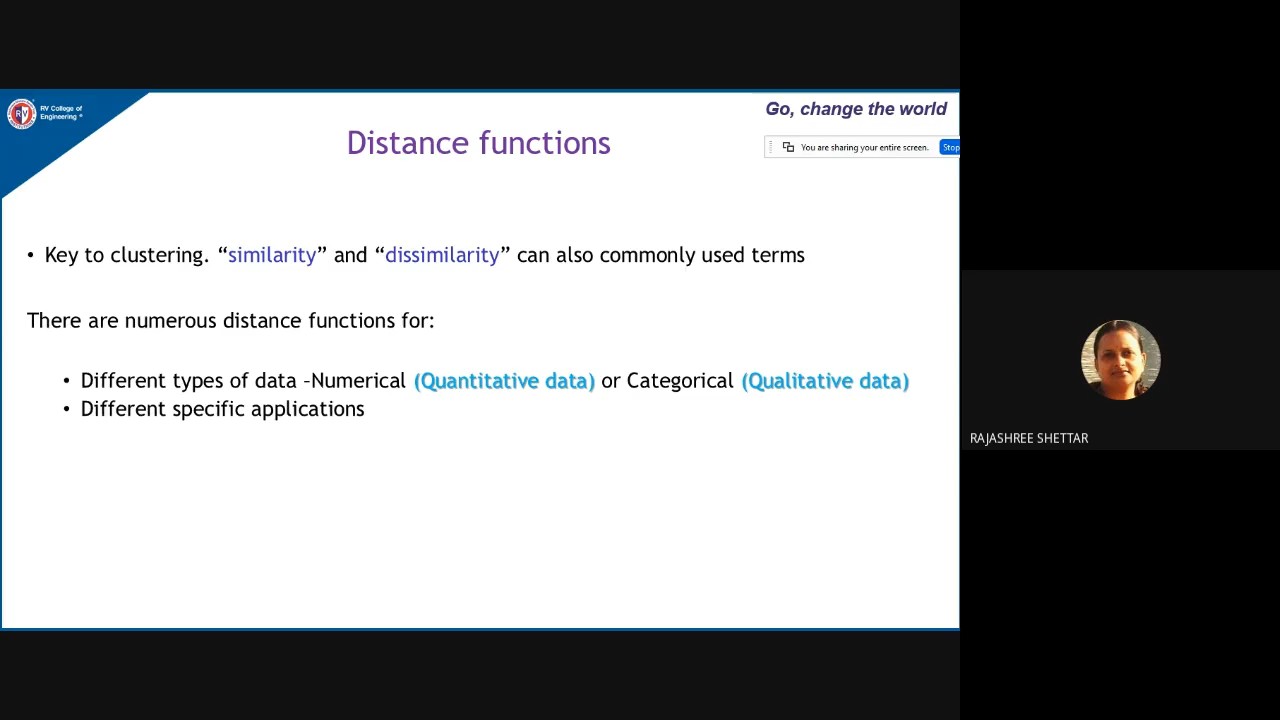 RV College of
Engineering
Go, change the world
Distance functions
You are sharing your entire screen.
Stop
• Key to clustering. “similarity” and “dissimilarity” can also commonly used terms
There are numerous distance functions for:
• Different types of data –Numerical (Quantitative data) or Categorical (Qualitative data)
• Different specific applications
RAJASHREE SHETTAR